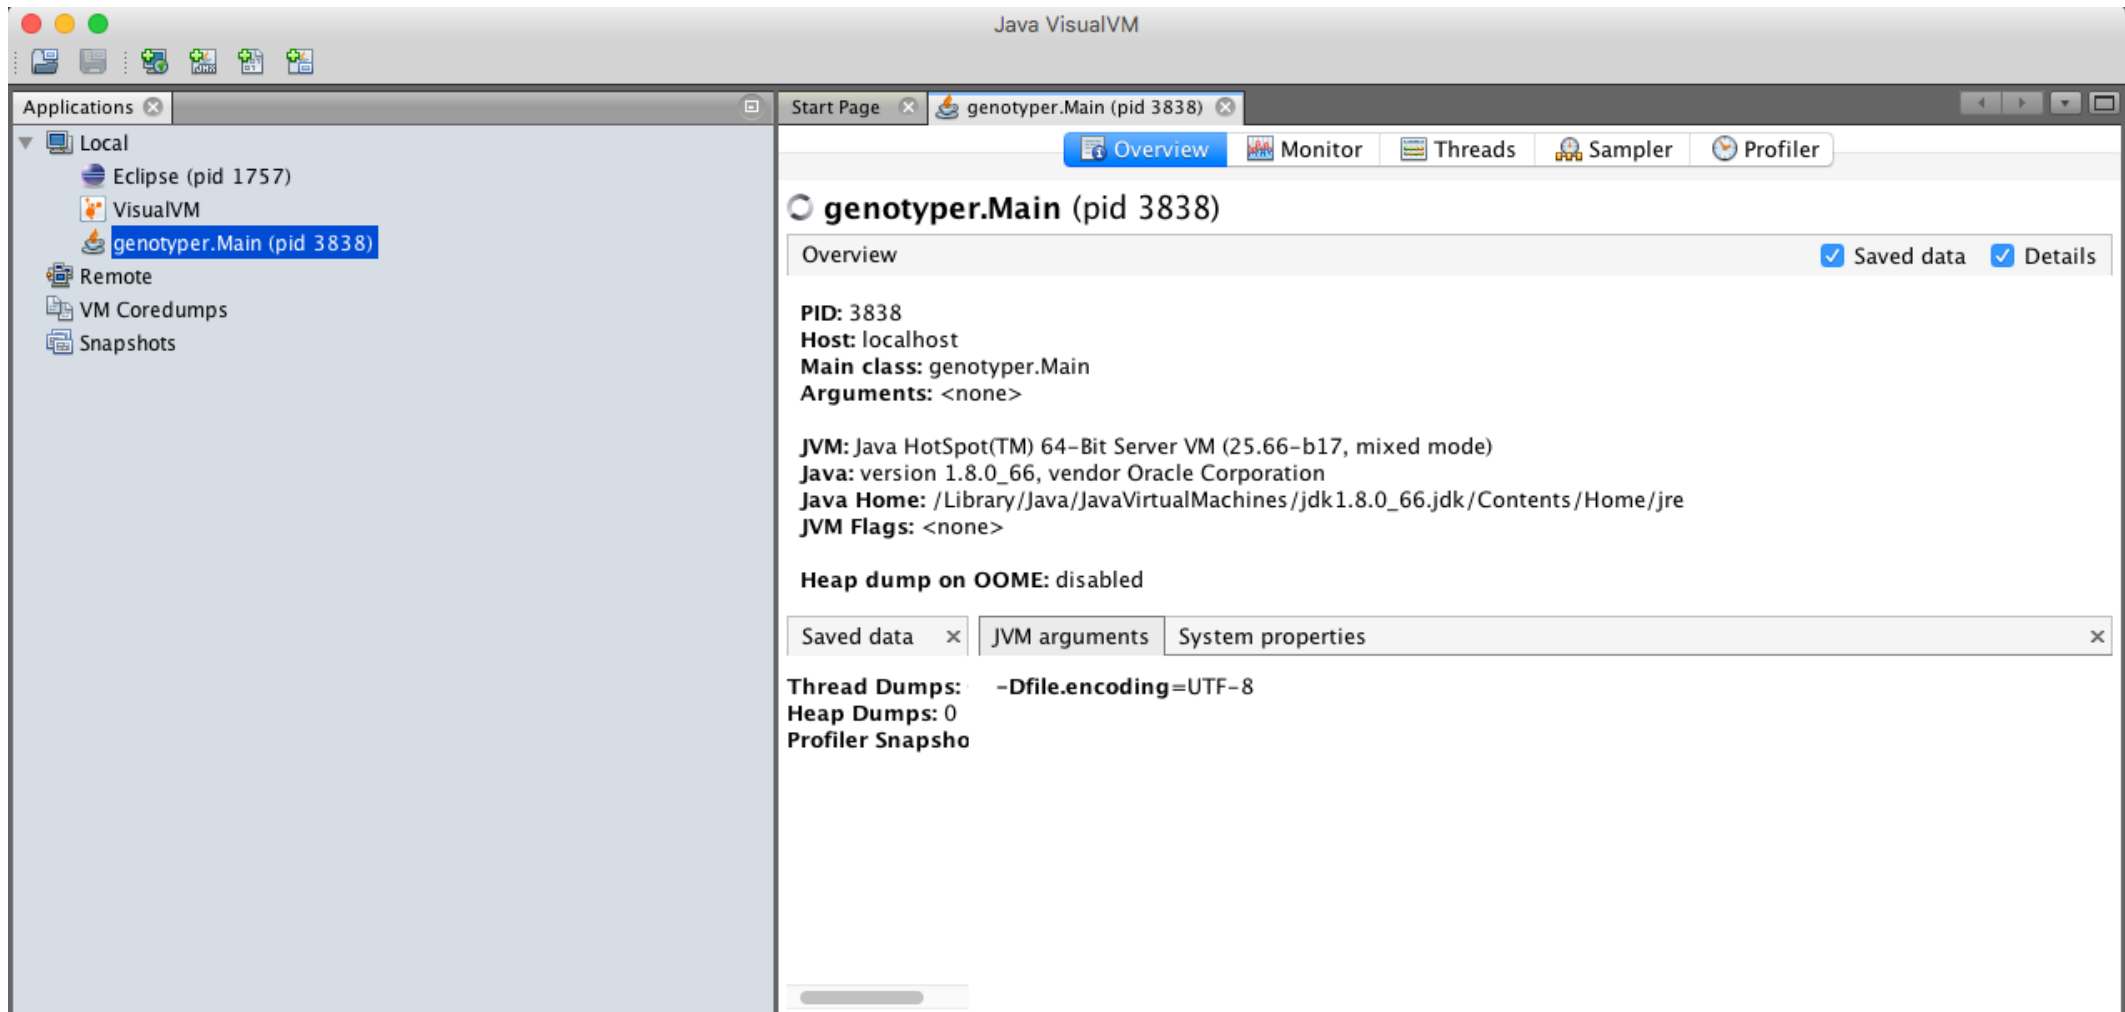 Java VisualVM
Applications
Local
Eclipse (pid 1757)
VisualVM
genotyper.Main (pid 3838)
Remote
VM Coredumps
Snapshots
Start Page
genotyper.Main (pid 3838)
Overview
Monitor
Threads
Sampler
Profiler
genotyper.Main (pid 3838)
Overview
Saved data
Details
PID: 3838
Host: localhost
Main class: genotyper.Main
Arguments: <none>
JVM: Java HotSpot(TM) 64-Bit Server VM (25.66-b17, mixed mode)
Java: version 1.8.0_66, vendor Oracle Corporation
Java Home: /Library/Java/JavaVirtualMachines/jdk1.8.0_66.jdk/Contents/Home/jre
JVM Flags: <none>
Heap dump on OOME: disabled
Saved data
JVM arguments
System properties
Thread Dumps:
Heap Dumps: 0
Profiler Snapsho
-Dfile.encoding=UTF-8